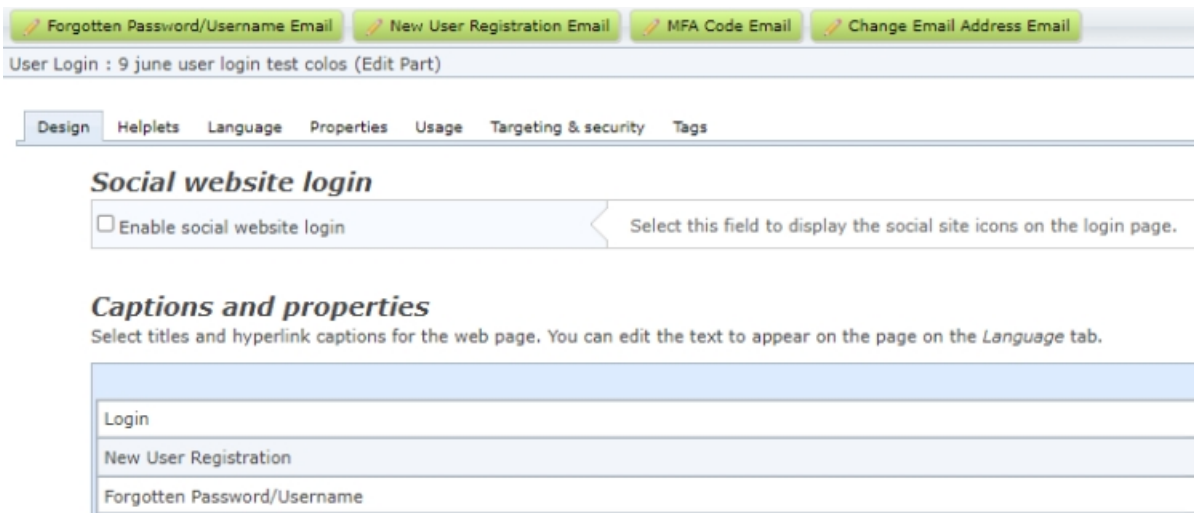 Forgotten Password/Username Email New User Registration Email MFA Code Email Change Email Address Email
User Login : 9 june user login test colos (Edit Part)
Design Helplets Language Properties Usage Targeting & security Tags
Social website login
Enable social website login Select this field to display the social site icons on the login page.
Captions and properties
Select titles and hyperlink captions for the web page. You can edit the text to appear on the page on the Language tab.
Login
New User Registration
Forgotten Password/Username